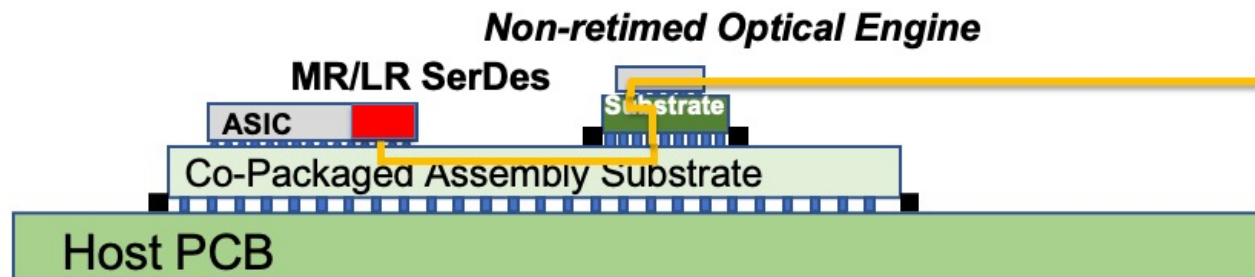 Non-retimed Optical Engine
MR/LR SerDes
Substrate
ASIC
Co-Packaged Assembly Substrate
Host PCB